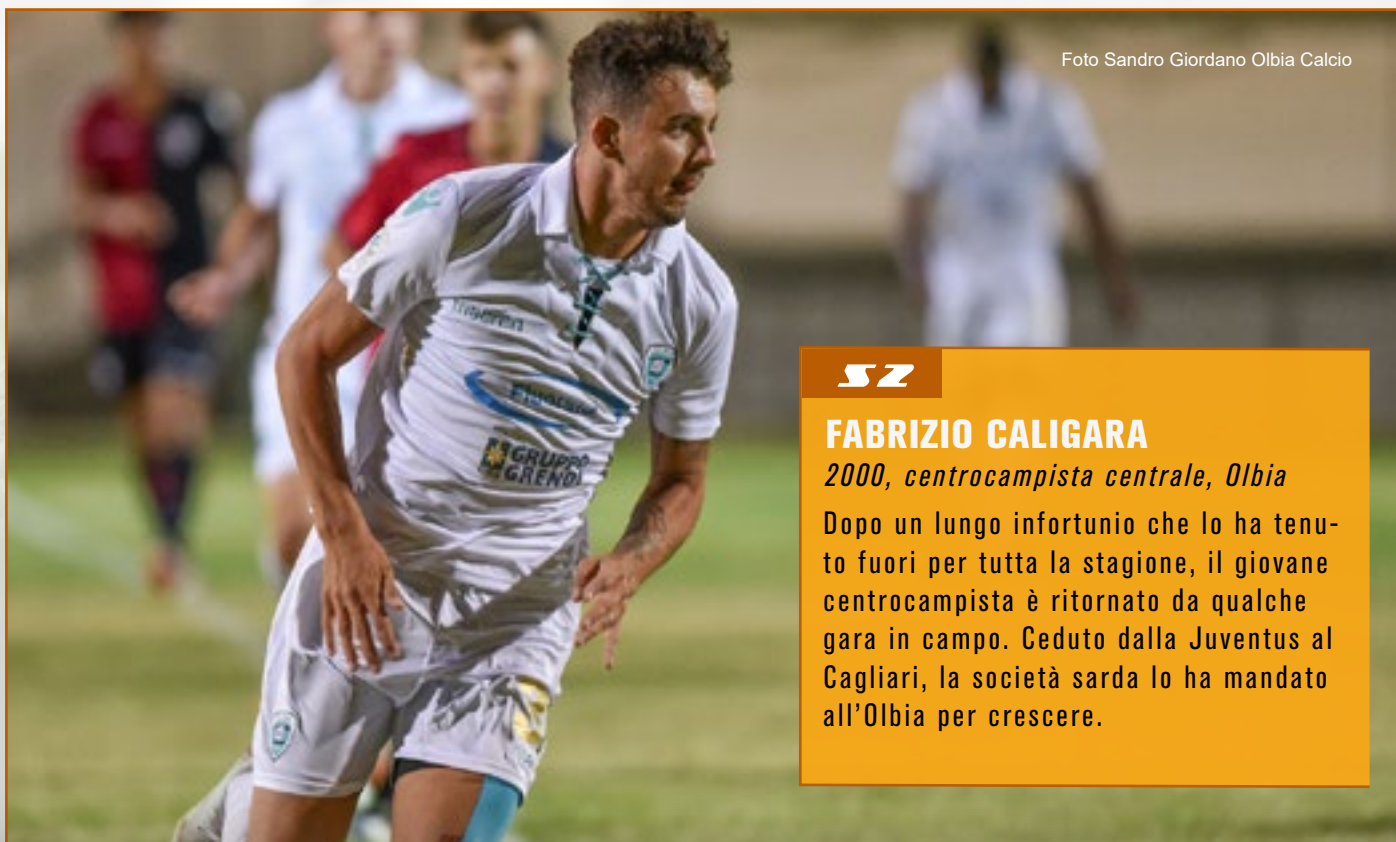 Foto Sandro Giordano Olbia Calcio
macron
GRUPPO
GRENDI
SZ
FABRIZIO CALIGARA
2000, centrocampista centrale, Olbia
Dopo un lungo infortunio che lo ha tenu-
to fuori per tutta la stagione, il giovane
centrocampista è ritornato da qualche
gara in campo. Ceduto dalla Juventus al
Cagliari, la società sarda lo ha mandato
all’Olbia per crescere.